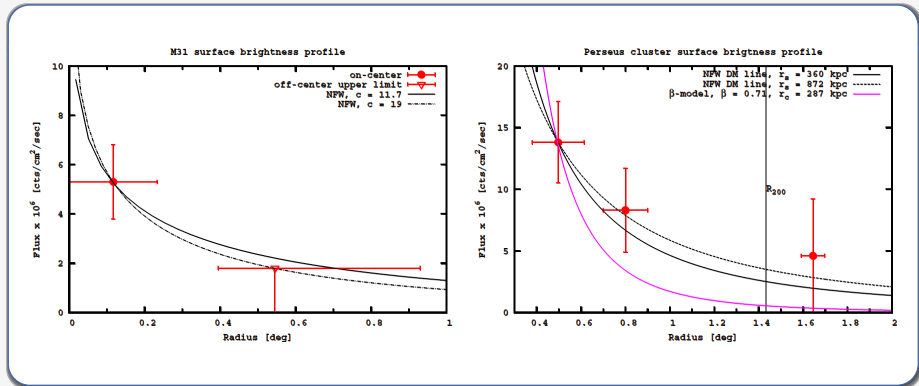 M31 surface brightness profile
10
8
6
4
2
0
Flux x 10^6 [cts/cm^2/sec]
on-center
off-center upper limit
NFW, c = 11.7
NFW, c = 19
0 0.2 0.4 0.6 0.8 1
Radius [deg]
Perseus cluster surface brigtness profile
20
15
10
5
0
Flux x 10^6 [cts/cm^2/sec]
NFW DM line, r_s = 360 kpc
NFW DM line, r_s = 872 kpc
β-model, β = 0.71, r_c = 287 kpc
R_200
0.4 0.6 0.8 1 1.2 1.4 1.6 1.8 2
Radius [deg]